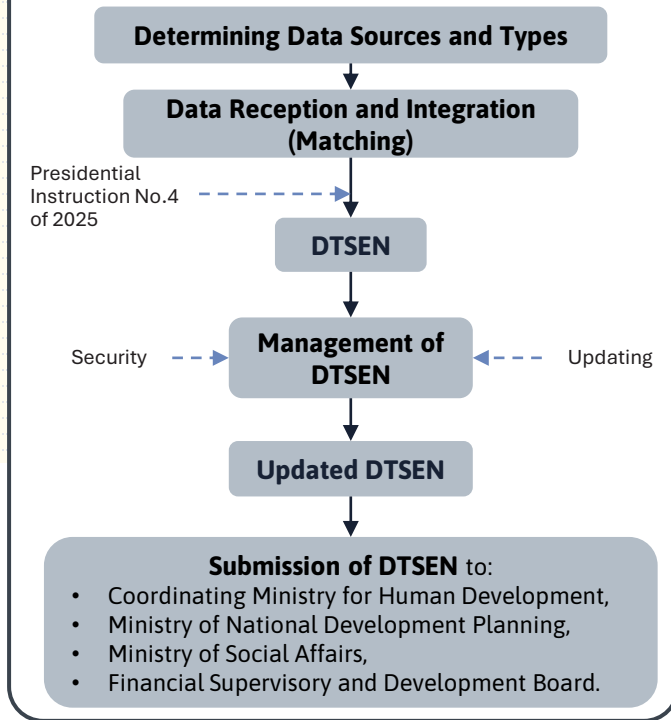 Determining Data Sources and Types
Data Reception and Integration
(Matching)
Presidential
Instruction No.4
of 2025
DTSEN
Security
Management of
DTSEN
Updating
Updated DTSEN
Submission of DTSEN to:
• Coordinating Ministry for Human Development,
• Ministry of National Development Planning,
• Ministry of Social Affairs,
• Financial Supervisory and Development Board.